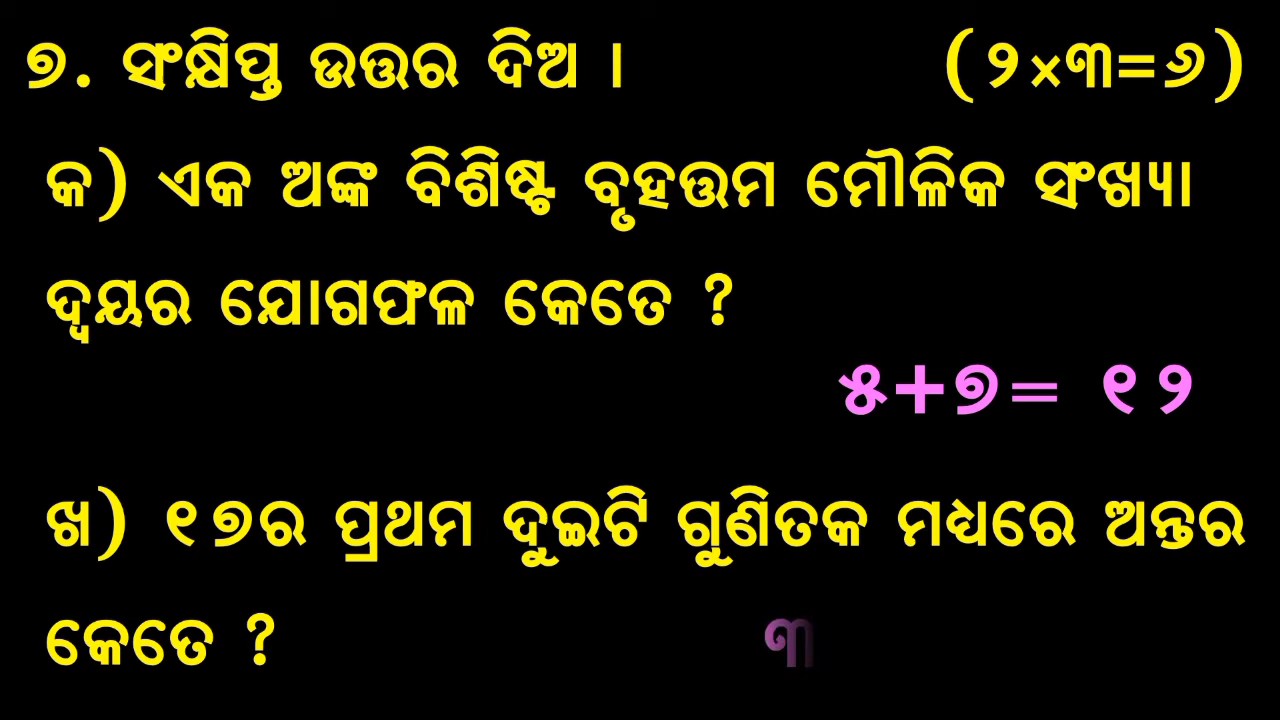 ୭. ସଂକ୍ଷିପ୍ତ ଉତ୍ତର ଦିଅ । (୨×୩=୬)
କ) ଏକ ଅଙ୍କ ବିଶିଷ୍ଟ ବୃହତ୍ତମ ମୌଳିକ ସଂଖ୍ୟା
ଦ୍ୱୟର ଯୋଗଫଳ କେତେ ?
୫+୭= ୧୨
ଖ) ୧୭ର ପ୍ରଥମ ଦୁଇଟି ଗୁଣିତକ ମଧ୍ୟରେ ଅନ୍ତର
କେତେ ? ୩